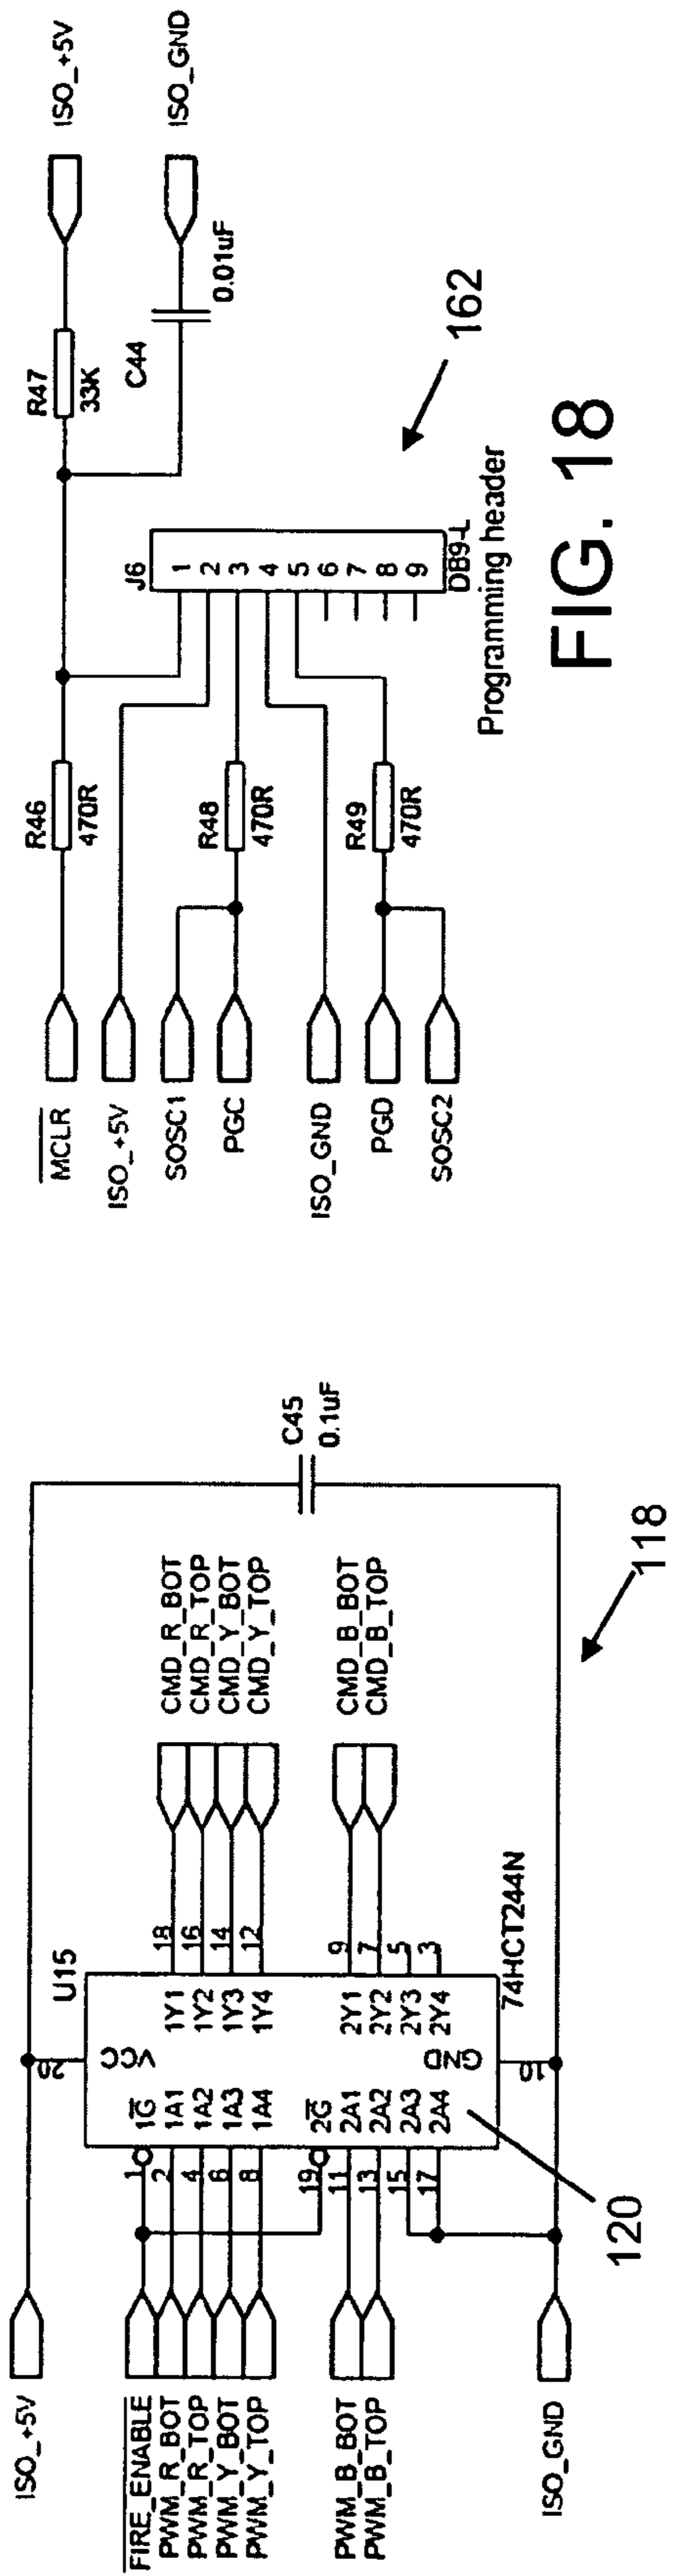 ISO_+5V
FIRE_ENABLE
PWM_R_BOT
PWM_R_TOP
PWM_Y_BOT
PWM_Y_TOP
PWM_B_BOT
PWM_B_TOP
ISO_GND
U15
20
VCC
1 1G
2 1A1
4 1A2
6 1A3
8 1A4
19 2G
11 2A1
13 2A2
15 2A3
17 2A4
1Y1 18
1Y2 16
1Y3 14
1Y4 12
2Y1 9
2Y2 7
2Y3 5
2Y4 3
GND
10
74HCT244N
CMD_R_BOT
CMD_R_TOP
CMD_Y_BOT
CMD_Y_TOP
CMD_B_BOT
CMD_B_TOP
C45
0.1uF
120
118
MCLR
ISO_+5V
SOSC1
PGC
ISO_GND
PGD
SOSC2
R46
470R
R48
470R
R49
470R
J6
1
2
3
4
5
6
7
8
9
DB9-L
Programming header
R47
33K
C44
0.01uF
ISO_+5V
ISO_GND
162
FIG. 18